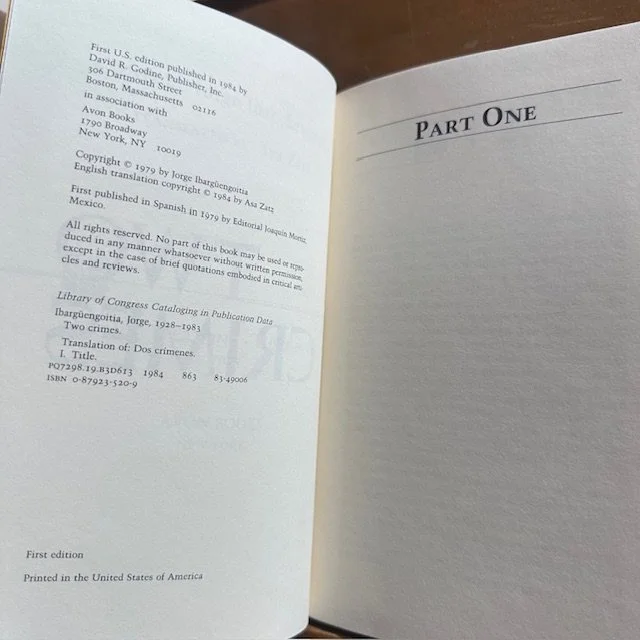 First U.S. edition published in 1984 by
David R. Godine, Publisher, Inc.
306 Dartmouth Street
Boston, Massachusetts 02116
in association with
Avon Books
1790 Broadway
New York, NY 10019
Copyright © 1979 by Jorge Ibargüengoitia
English translation copyright © 1984 by Asa Zatz
First published in Spanish in 1979 by Editorial Joaquín Mortiz,
Mexico.
All rights reserved. No part of this book may be used or repro-
duced in any manner whatsoever without written permission,
except in the case of brief quotations embodied in critical arti-
cles and reviews.
Library of Congress Cataloging in Publication Data
Ibargüengoitia, Jorge, 1928–1983
Two crimes.
Translation of: Dos crímenes.
I. Title.
PQ7298.19.B3D613 1984 863 83-49006
ISBN 0-87923-520-9
First edition
Printed in the United States of America
PART ONE